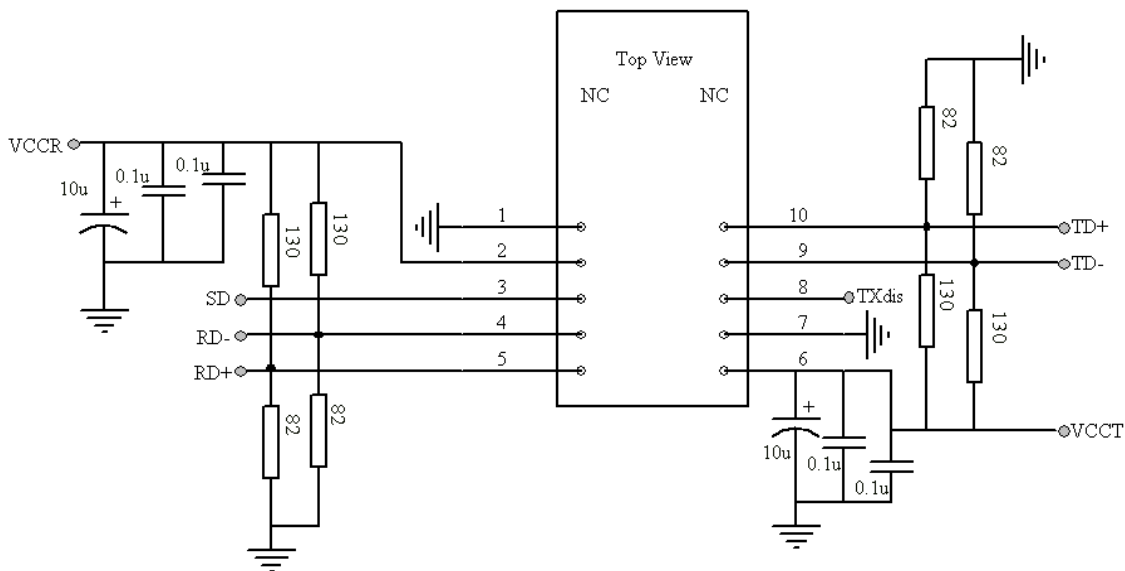 Top View
NC NC
82
82
VCCR
0.1u
0.1u
10u
+
130
130
1
2
3
4
5
10
9
8
7
6
TD+
TD-
TXdis
130
130
SD
RD-
RD+
82
82
VCCT
+
10u
0.1u
0.1u